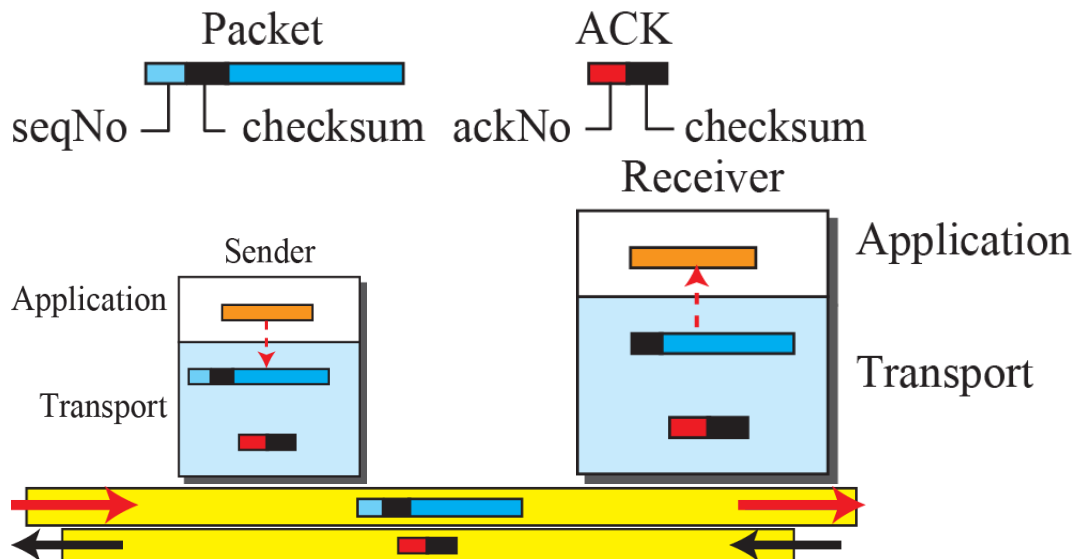 Packet
ACK
seqNo
checksum
ackNo
checksum
Receiver
Sender
Application
Application
Transport
Transport